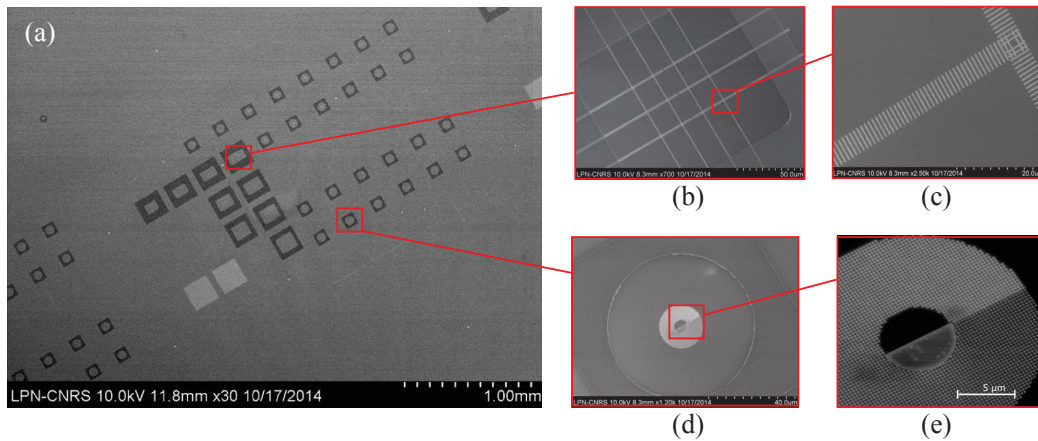 (a)
LPN-CNRS 10.0kV 11.8mm x30 10/17/2014 1.00mm
LPN-CNRS 10.0kV 8.3mm x700 10/17/2014 50.0um
(b)
LPN-CNRS 10.0kV 8.3mm x2.50k 10/17/2014 20.0u
(c)
LPN-CNRS 10.0kV 8.3mm x1.20k 10/17/2014 40.0um
(d)
5 µm
(e)